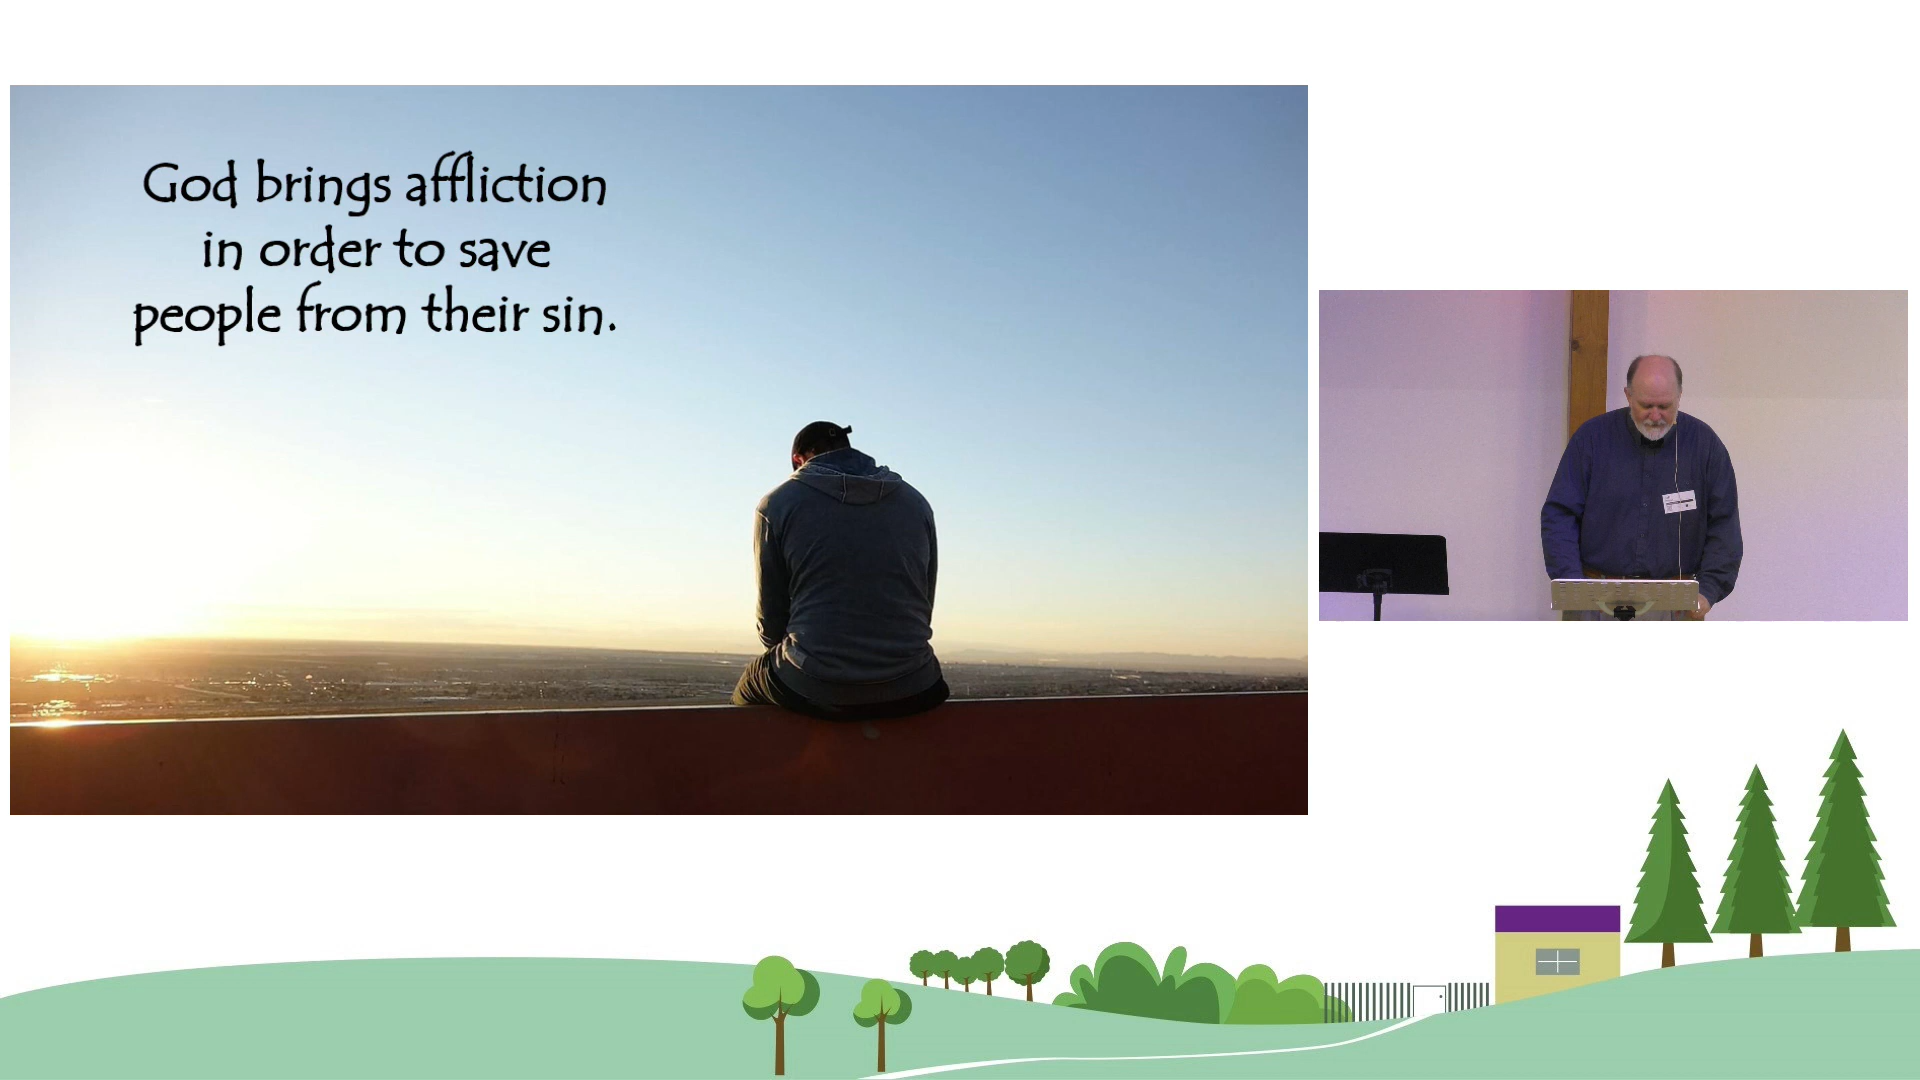 God brings affliction
in order to save
people from their sin.